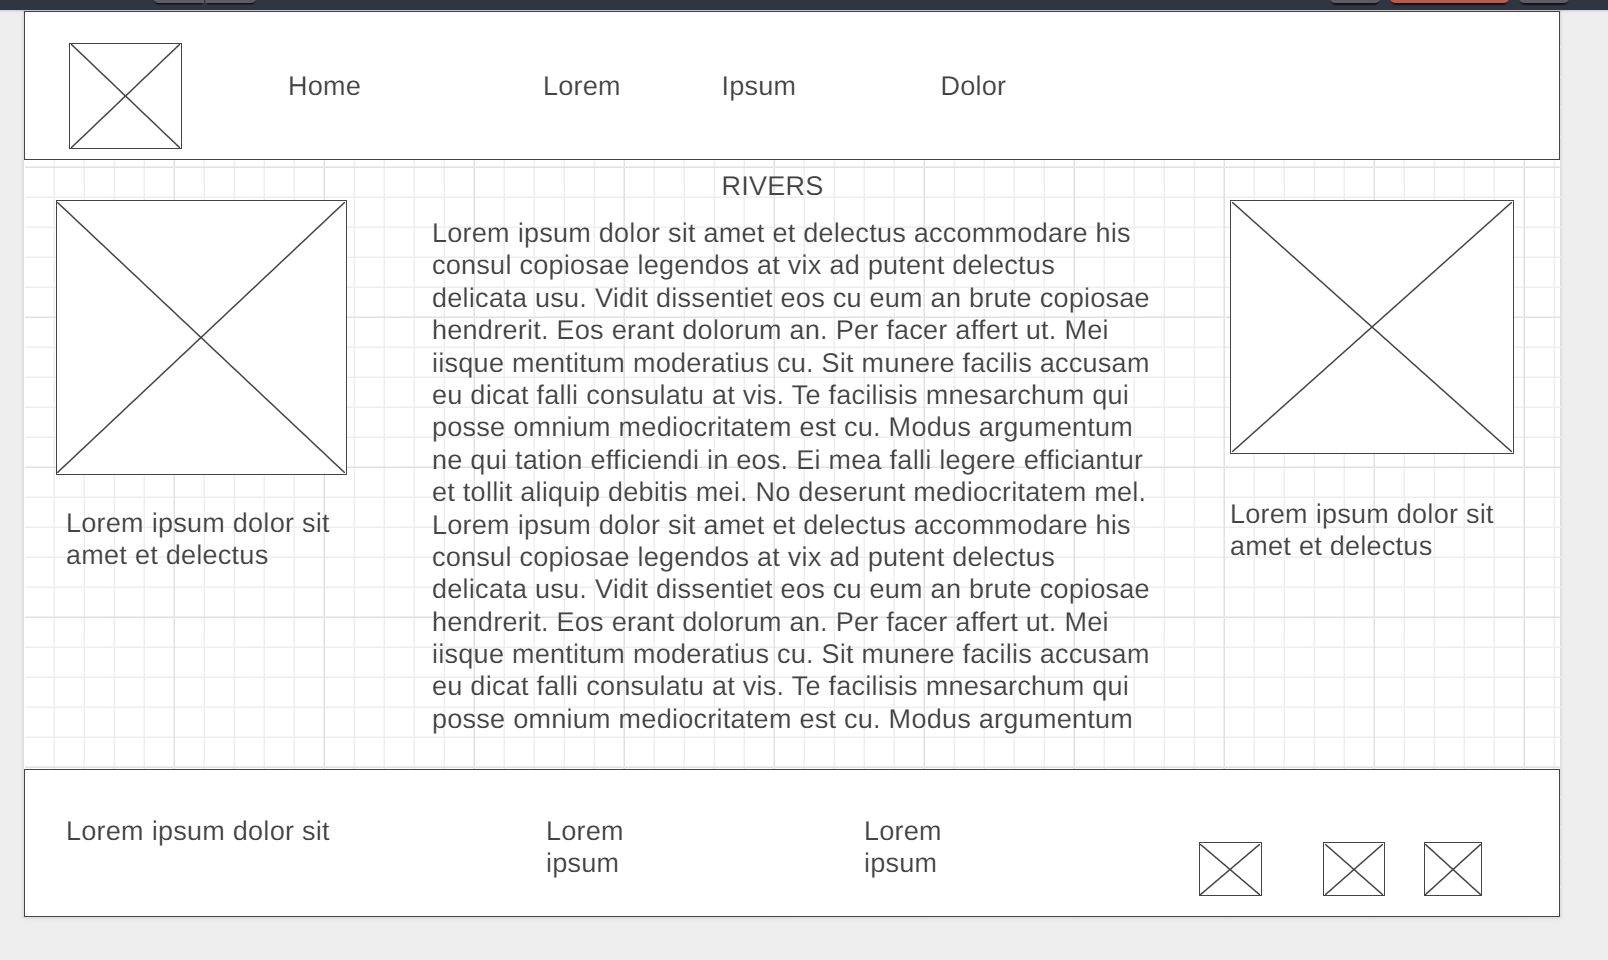 Home Lorem Ipsum Dolor
RIVERS
Lorem ipsum dolor sit amet et delectus accommodare his
consul copiosae legendos at vix ad putent delectus
delicata usu. Vidit dissentiet eos cu eum an brute copiosae
hendrerit. Eos erant dolorum an. Per facer affert ut. Mei
iisque mentitum moderatius cu. Sit munere facilis accusam
eu dicat falli consulatu at vis. Te facilisis mnesarchum qui
posse omnium mediocritatem est cu. Modus argumentum
ne qui tation efficiendi in eos. Ei mea falli legere efficiantur
et tollit aliquip debitis mei. No deserunt mediocritatem mel.
Lorem ipsum dolor sit amet et delectus accommodare his
consul copiosae legendos at vix ad putent delectus
delicata usu. Vidit dissentiet eos cu eum an brute copiosae
hendrerit. Eos erant dolorum an. Per facer affert ut. Mei
iisque mentitum moderatius cu. Sit munere facilis accusam
eu dicat falli consulatu at vis. Te facilisis mnesarchum qui
posse omnium mediocritatem est cu. Modus argumentum
Lorem ipsum dolor sit
amet et delectus
Lorem ipsum dolor sit
amet et delectus
Lorem ipsum dolor sit
Lorem
ipsum
Lorem
ipsum